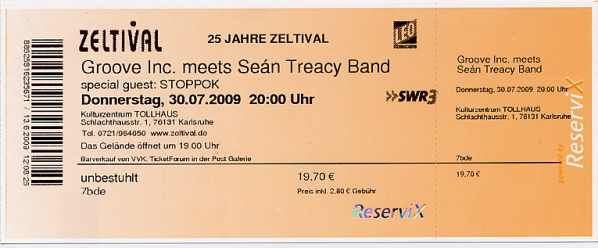 ZELTIVAL
25 JAHRE ZELTIVAL
LEO
Groove Inc. meets Seán Treacy Band
special guest: STOPPOK
Donnerstag, 30.07.2009 20:00 Uhr
SWR3
Kulturzentrum TOLLHAUS
Schlachthausstr. 1, 76131 Karlsruhe
Tel. 0721/964050 www.zeltival.de
Das Gelände öffnet um 19.00 Uhr
Barverkauf von VVK. TicketForum in der Post Galerie
unbestuhlt 19,70 €
7bde Preis inkl. 2.80 € Gebühr
ReserviX
Groove Inc. meets
Seán Treacy Band
Donnerstag, 30.07.2009 20:00 Uhr
Kulturzentrum TOLLHAUS
Schlachthausstr. 1, 76131 Karlsruhe
7bde
19,70 €
powered by
ReserviX